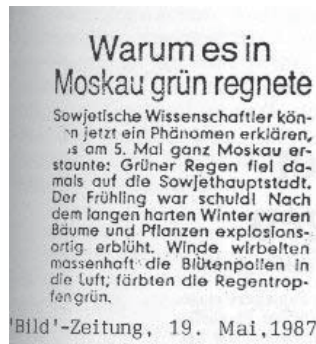 Warum es in
Moskau grün regnete
Sowjetische Wissenschaftler kön-
jetzt ein Phänomen erklären,
am 5. Mai ganz Moskau er-
staunte: Grüner Regen fiel da-
mals auf die Sowjethauptstadt.
Der Frühling war schuld! Nach
dem langen harten Winter waren
Bäume und Pflanzen explosions-
artig erblüht. Winde wirbelten
massenhaft die Blütenpollen in
die Luft; färbten die Regentrop-
fen grün.
'Bild'-Zeitung, 19. Mai,1987